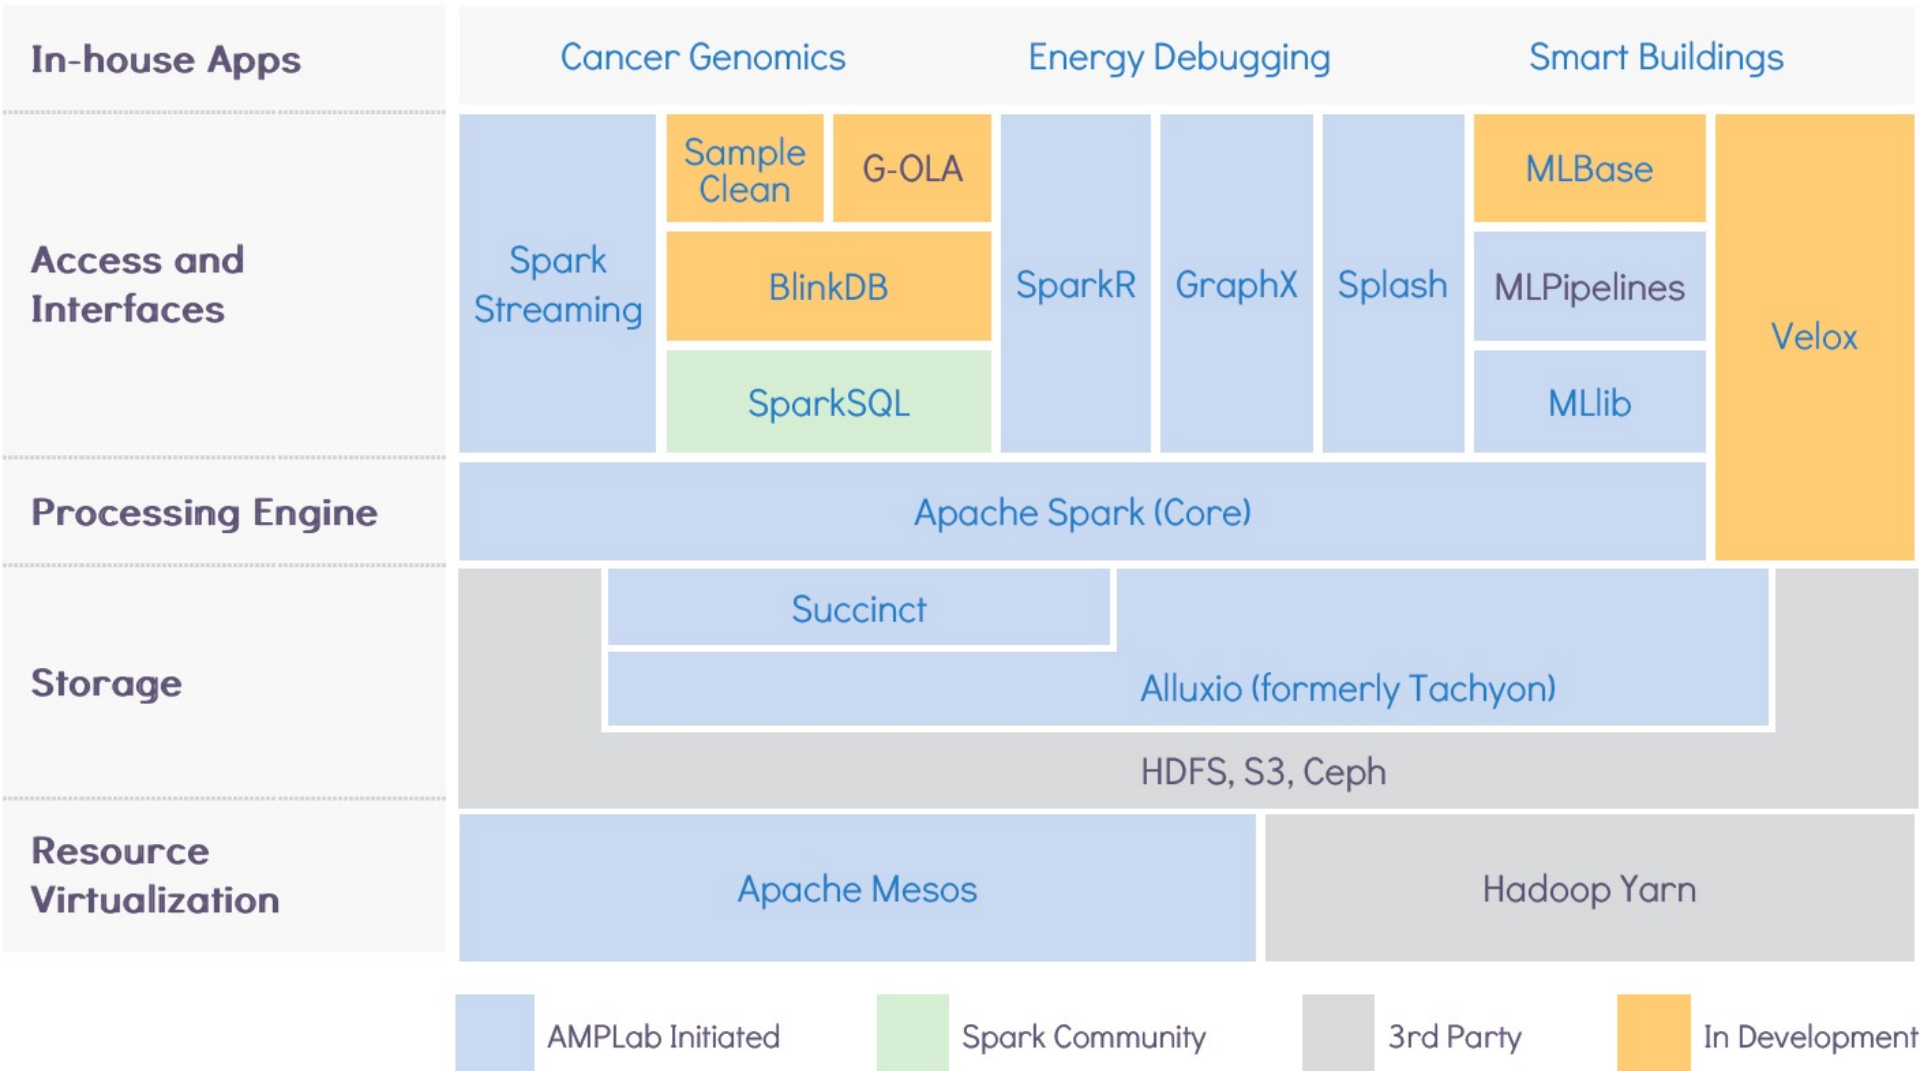 In-house Apps
Cancer Genomics
Energy Debugging
Smart Buildings
Access and
Interfaces
Spark
Streaming
Sample
Clean
G-OLA
BlinkDB
SparkSQL
SparkR
GraphX
Splash
MLBase
MLPipelines
MLlib
Velox
Processing Engine
Apache Spark (Core)
Storage
Succinct
Alluxio (formerly Tachyon)
HDFS, S3, Ceph
Resource
Virtualization
Apache Mesos
Hadoop Yarn
AMPLab Initiated
Spark Community
3rd Party
In Development